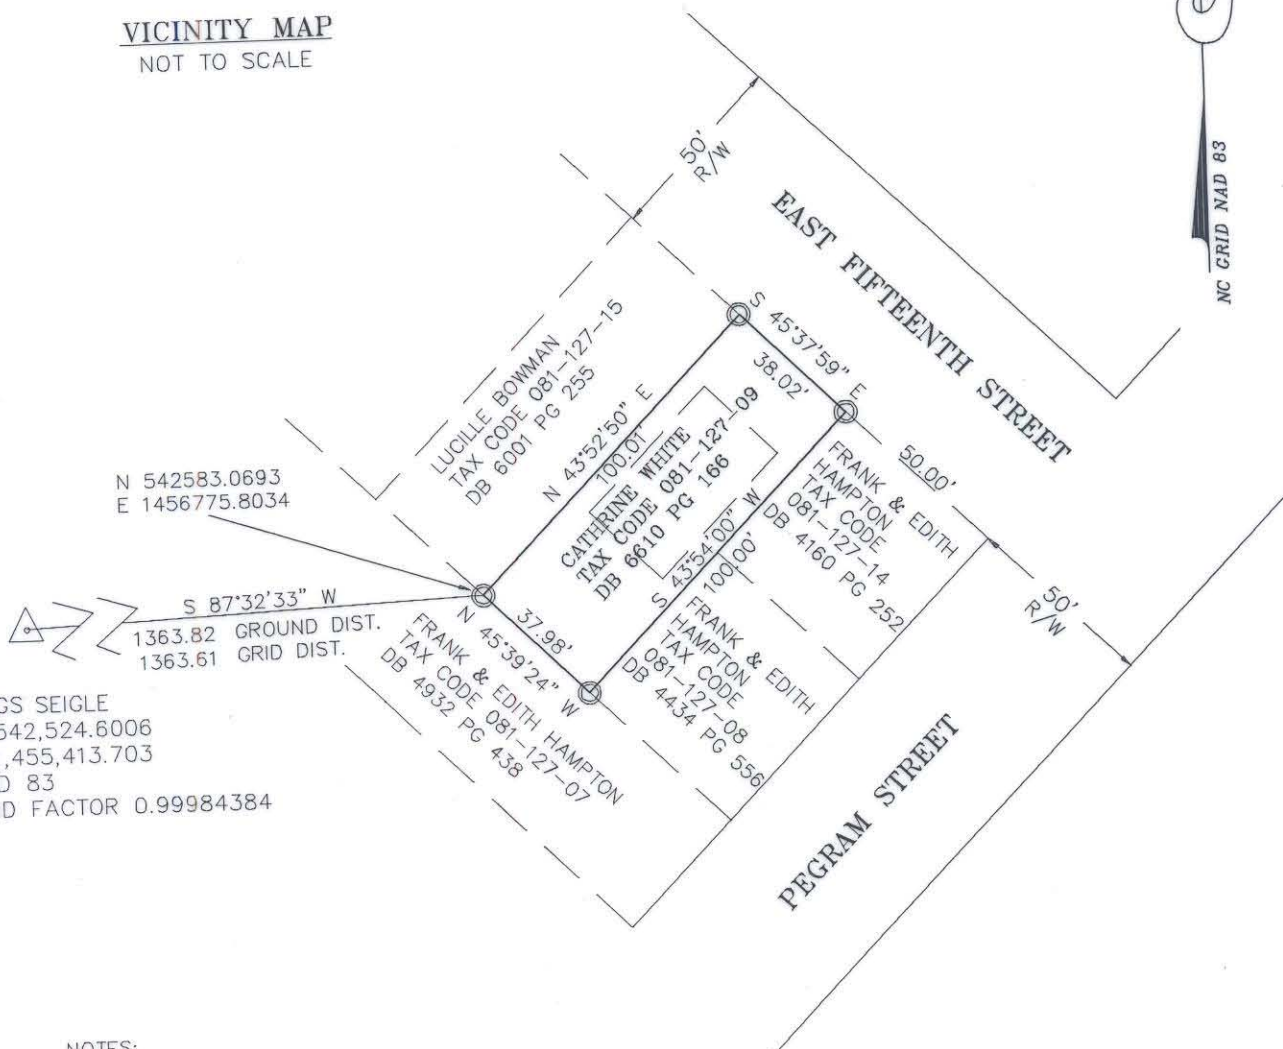 VICINITY MAP
NOT TO SCALE
50'
R/W
EAST FIFTEENTH STREET
NC GRID NAD 83
S 45°37'59" E
38.02'
LUCILLE BOWMAN
TAX CODE 081-127-15
DB 6001 PG 255
N 43°52'50" E
100.01'
CATHRINE WHITE
TAX CODE 081-127-09
DB 6610 PG 166
S 43°54'00" W
100.00'
FRANK & EDITH
HAMPTON
TAX CODE
081-127-14
DB 4160 PG 252
50.00'
50'
R/W
N 542583.0693
E 1456775.8034
S 87°32'33" W
1363.82 GROUND DIST.
1363.61 GRID DIST.
N 45°39'24" W
37.98'
FRANK & EDITH HAMPTON
TAX CODE 081-127-07
DB 4932 PG 438
FRANK & EDITH
HAMPTON
TAX CODE
081-127-08
DB 4434 PG 556
PEGRAM STREET
GS SEIGLE
542,524.6006
,455,413.703
D 83
ID FACTOR 0.99984384
NOTES: